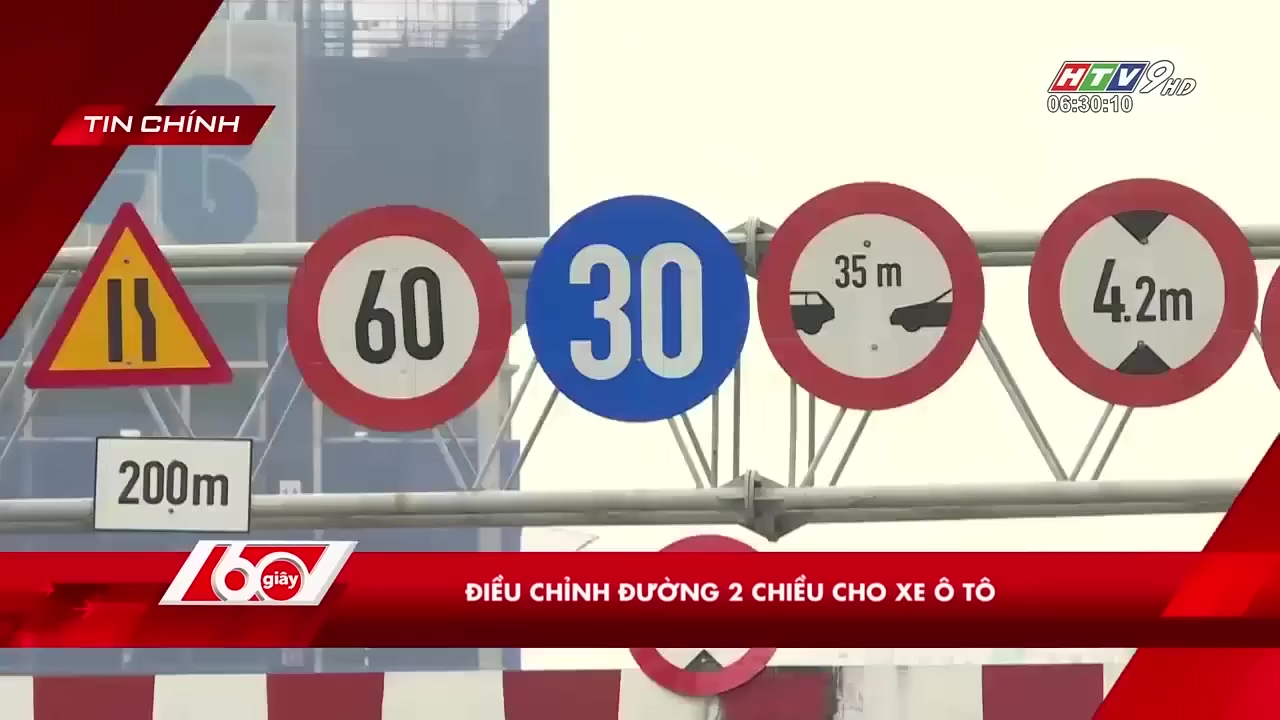 HTV9HD
06:30:10
TIN CHÍNH
60
30
35 m
4.2m
200m
60 giây
ĐIỀU CHỈNH ĐƯỜNG 2 CHIỀU CHO XE Ô TÔ